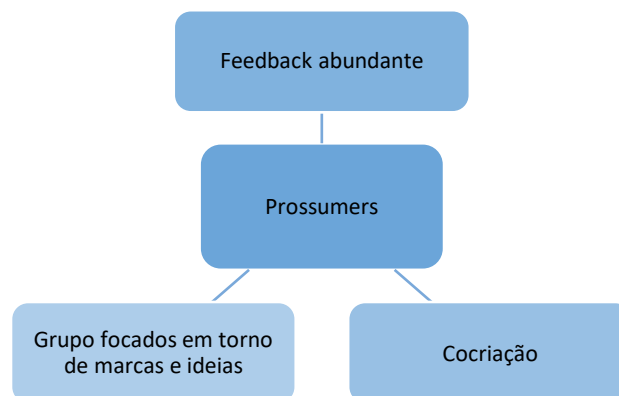 Feedback abundante
Prossumers
Grupo focados em torno
de marcas e ideias
Cocriação